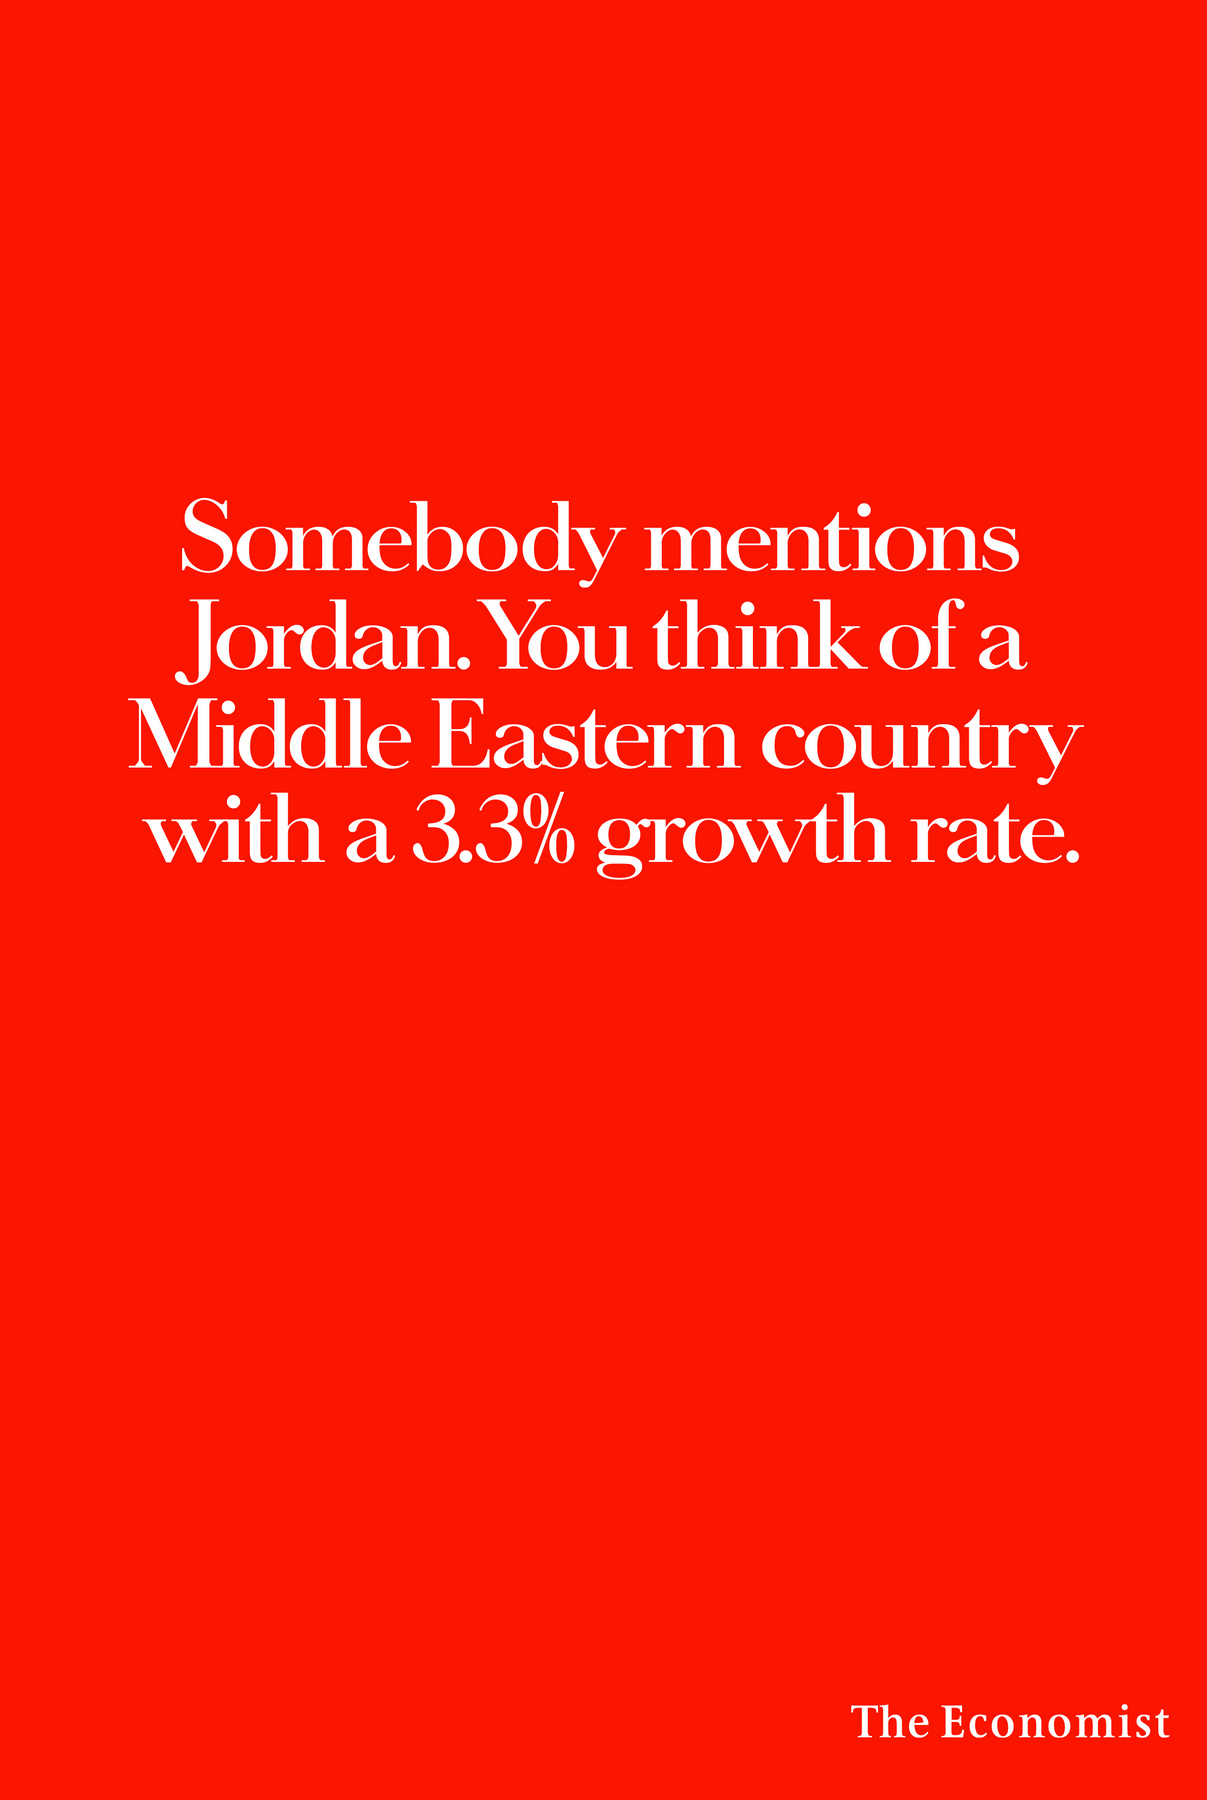 Somebody mentions
Jordan. You think of a
Middle Eastern country
with a 3.3% growth rate.
The Economist